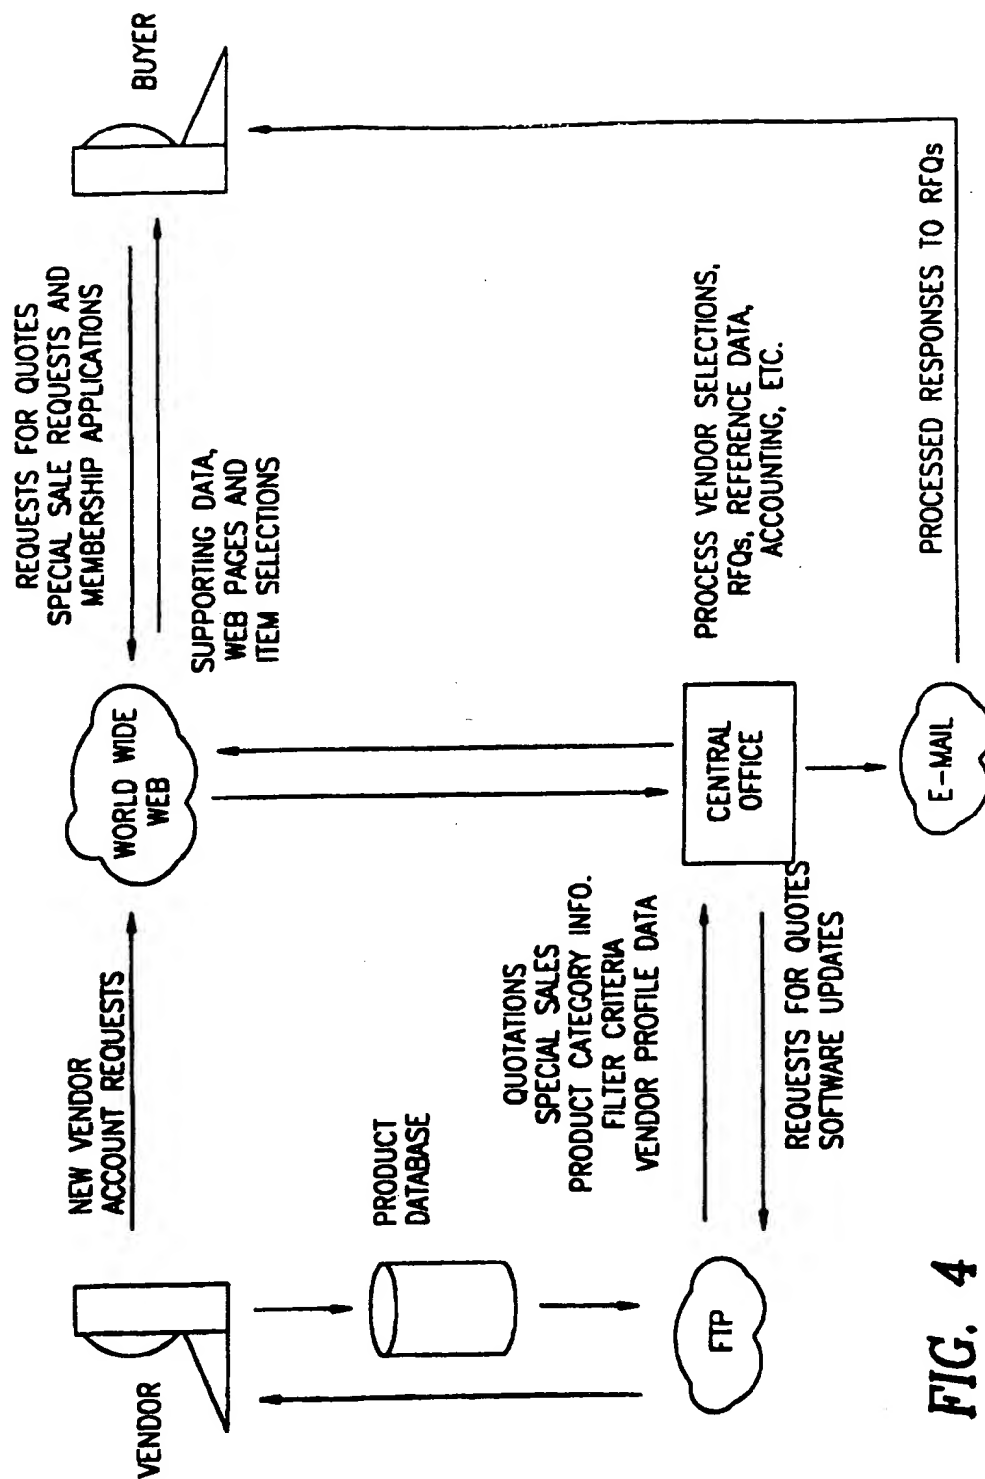 NEW VENDOR
ACCOUNT REQUESTS
REQUESTS FOR QUOTES
SPECIAL SALE REQUESTS AND
MEMBERSHIP APPLICATIONS
VENDOR
WORLD WIDE
WEB
BUYER
SUPPORTING DATA,
WEB PAGES AND
ITEM SELECTIONS
PRODUCT
DATABASE
QUOTATIONS
SPECIAL SALES
PRODUCT CATEGORY INFO.
FILTER CRITERIA
VENDOR PROFILE DATA
FTP
CENTRAL
OFFICE
PROCESS VENDOR SELECTIONS,
RFQs, REFERENCE DATA,
ACCOUNTING, ETC.
REQUESTS FOR QUOTES
SOFTWARE UPDATES
E-MAIL
PROCESSED RESPONSES TO RFQs
FIG. 4